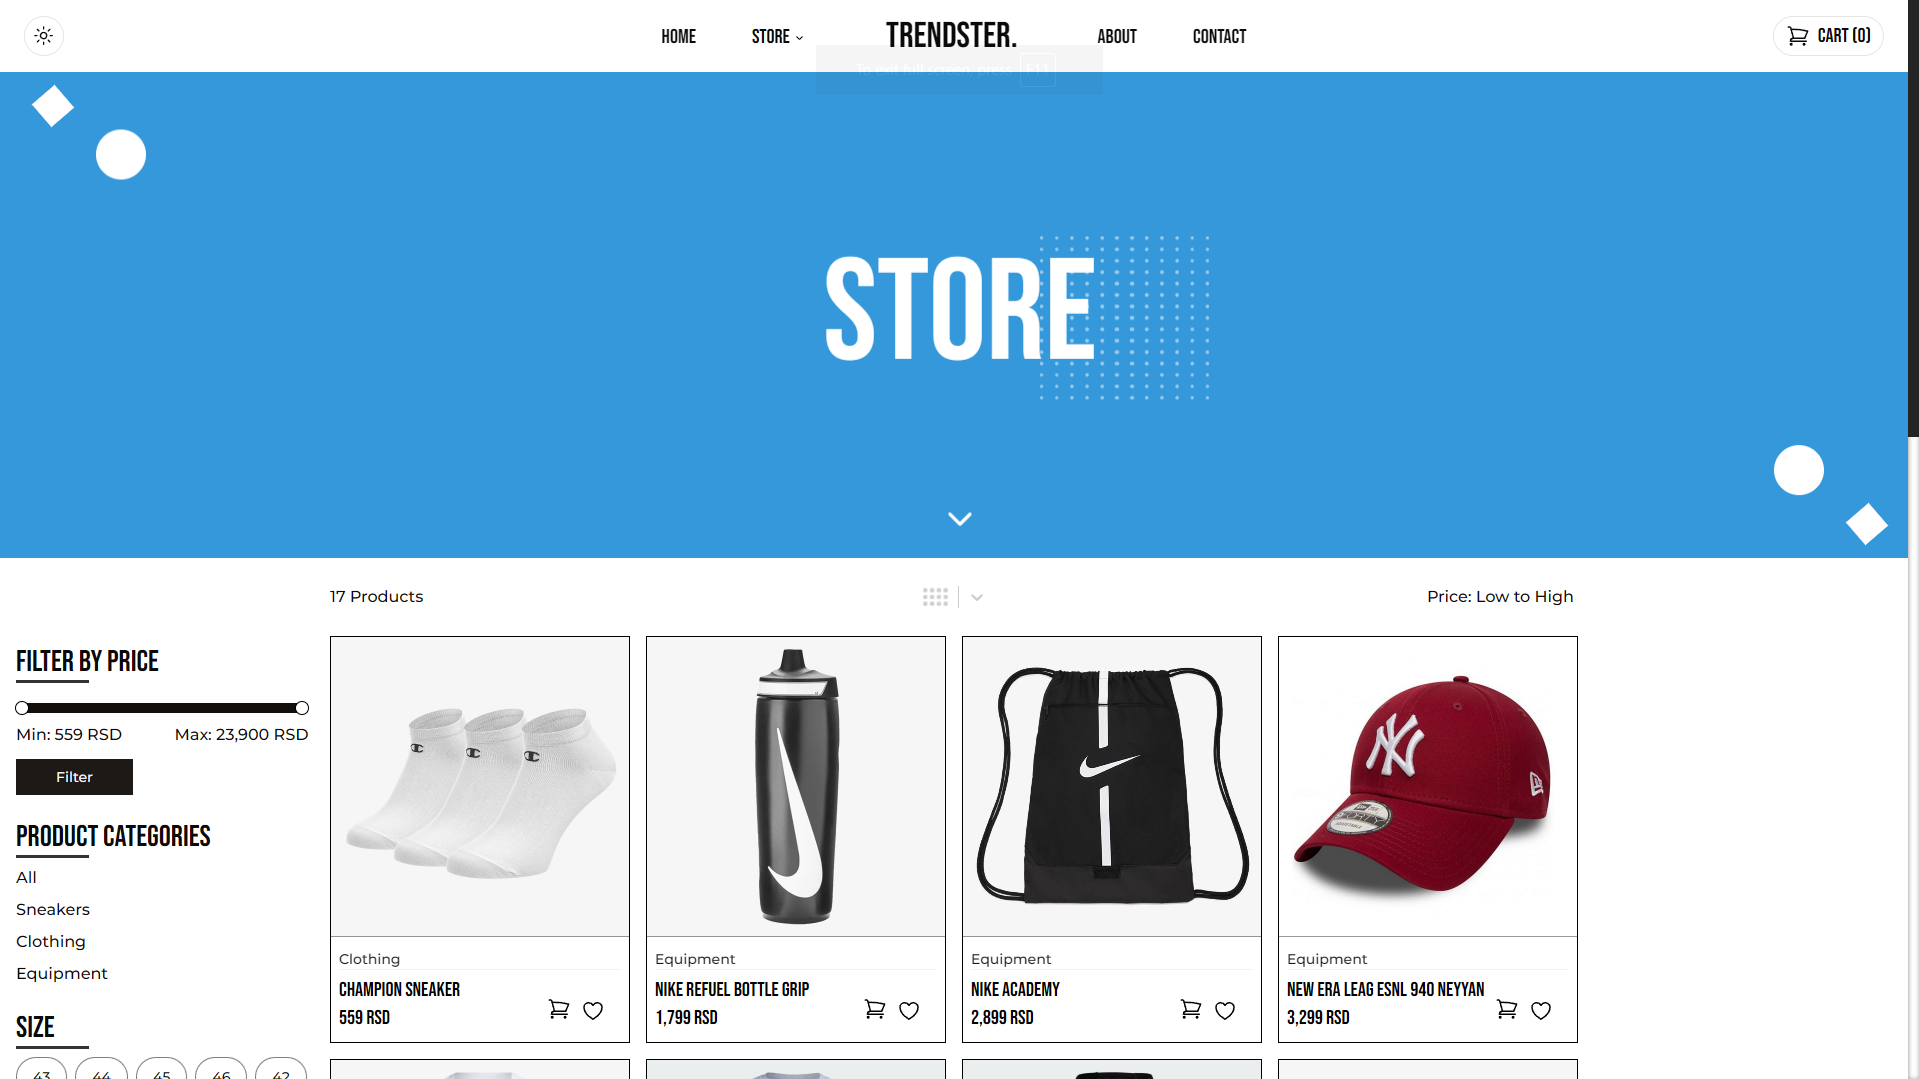 HOME
STORE
TRENDSTER.
ABOUT
CONTACT
CART (0)
To exit full screen, press F11
STORE
17 Products
Price: Low to High
FILTER BY PRICE
Min: 559 RSD
Max: 23,900 RSD
Filter
PRODUCT CATEGORIES
All
Sneakers
Clothing
Equipment
SIZE
43
44
45
46
42
Clothing
CHAMPION SNEAKER
559 RSD
Equipment
NIKE REFUEL BOTTLE GRIP
1,799 RSD
Equipment
NIKE ACADEMY
2,899 RSD
NY
Equipment
NEW ERA LEAG ESNL 940 NEYYAN
3,299 RSD